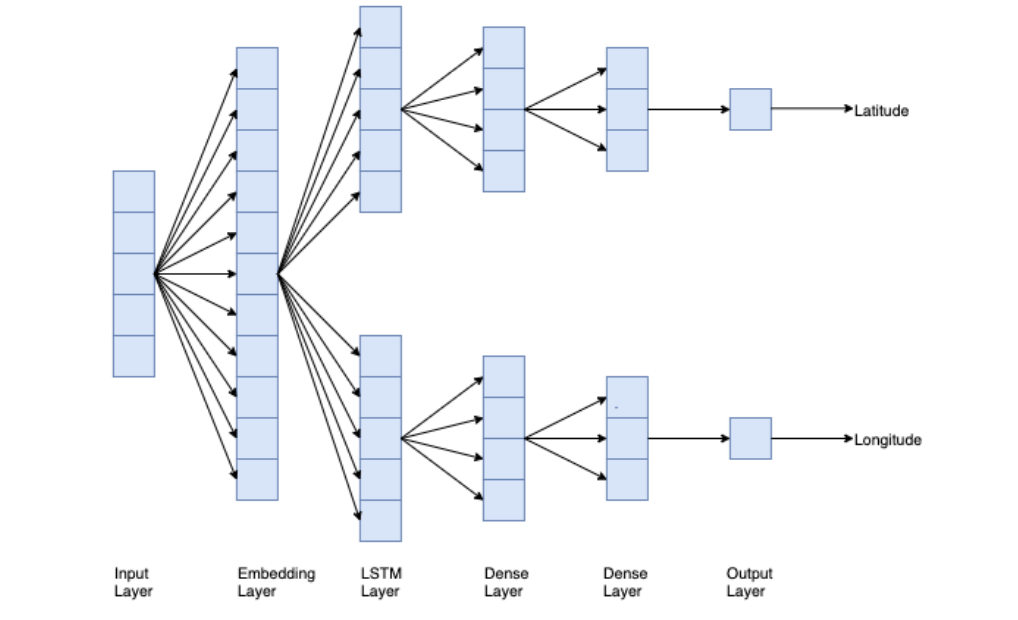 Latitude
Longitude
Input
Layer
Embedding
Layer
LSTM
Layer
Dense
Layer
Dense
Layer
Output
Layer